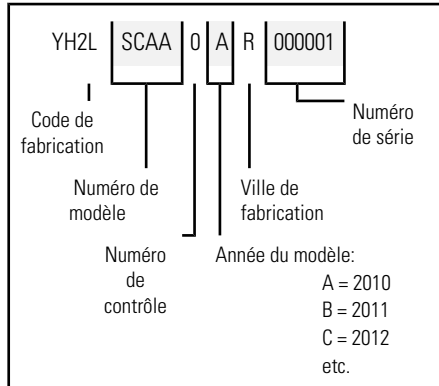 YH2L SCAA 0 A R 000001
Code de
fabrication
Numéro
de série
Numéro de
modèle
Ville de
fabrication
Numéro
de
contrôle
Année du modèle:
A = 2010
B = 2011
C = 2012
etc.